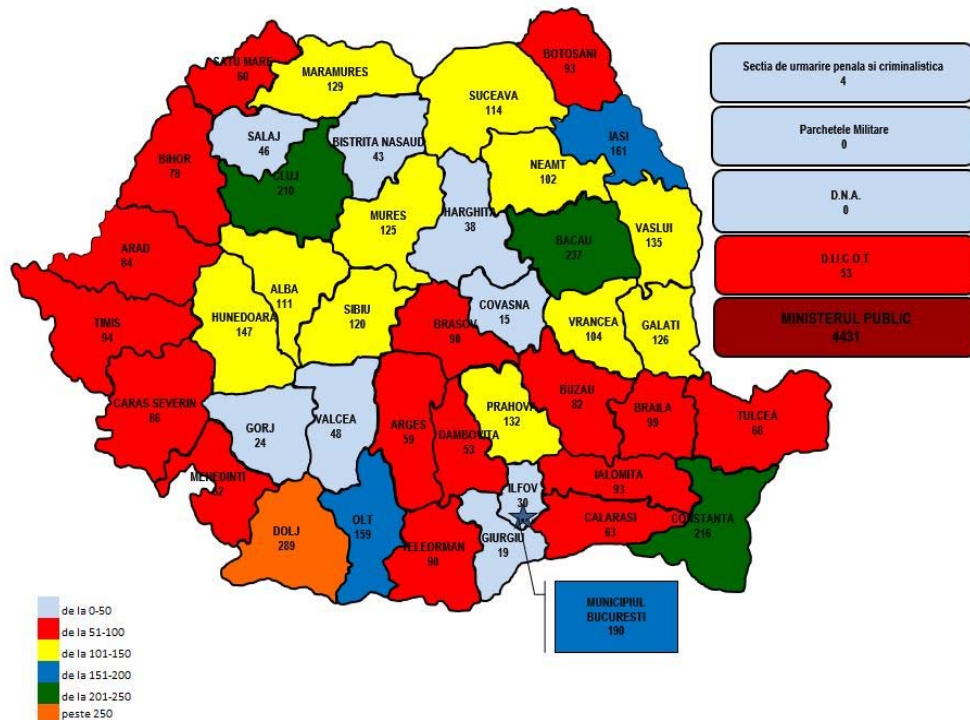 SATU MARE
60
MARAMURES
129
SUCEAVA
114
BOTOSANI
93
SALAJ
46
BISTRITA NASAUD
43
IASI
161
BIHOR
78
CLUJ
210
NEAMT
102
MURES
125
HARGHITA
38
VASLUI
135
BACAU
237
ARAD
84
ALBA
111
HUNEDOARA
147
SIBIU
120
COVASNA
15
TIMIS
94
BRASOV
90
VRANCEA
104
GALATI
126
CARAS SEVERIN
86
GORJ
24
VALCEA
48
ARGES
59
DAMBOVITA
53
PRAHOVA
132
BUZAU
82
BRAILA
99
TULCEA
68
MEHEDINTI
ILFOV
30
IALOMITA
93
DOLJ
289
OLT
159
TELEORMAN
90
GIURGIU
19
CALARASI
63
CONSTANTA
216
MUNICIPIUL
BUCURESTI
190
Sectia de urmarire penala si criminalistica
4
Parchetele Militare
0
D.N.A.
0
D.I.I.C.O.T.
53
MINISTERUL PUBLIC
4431
de la 0-50
de la 51-100
de la 101-150
de la 151-200
de la 201-250
peste 250